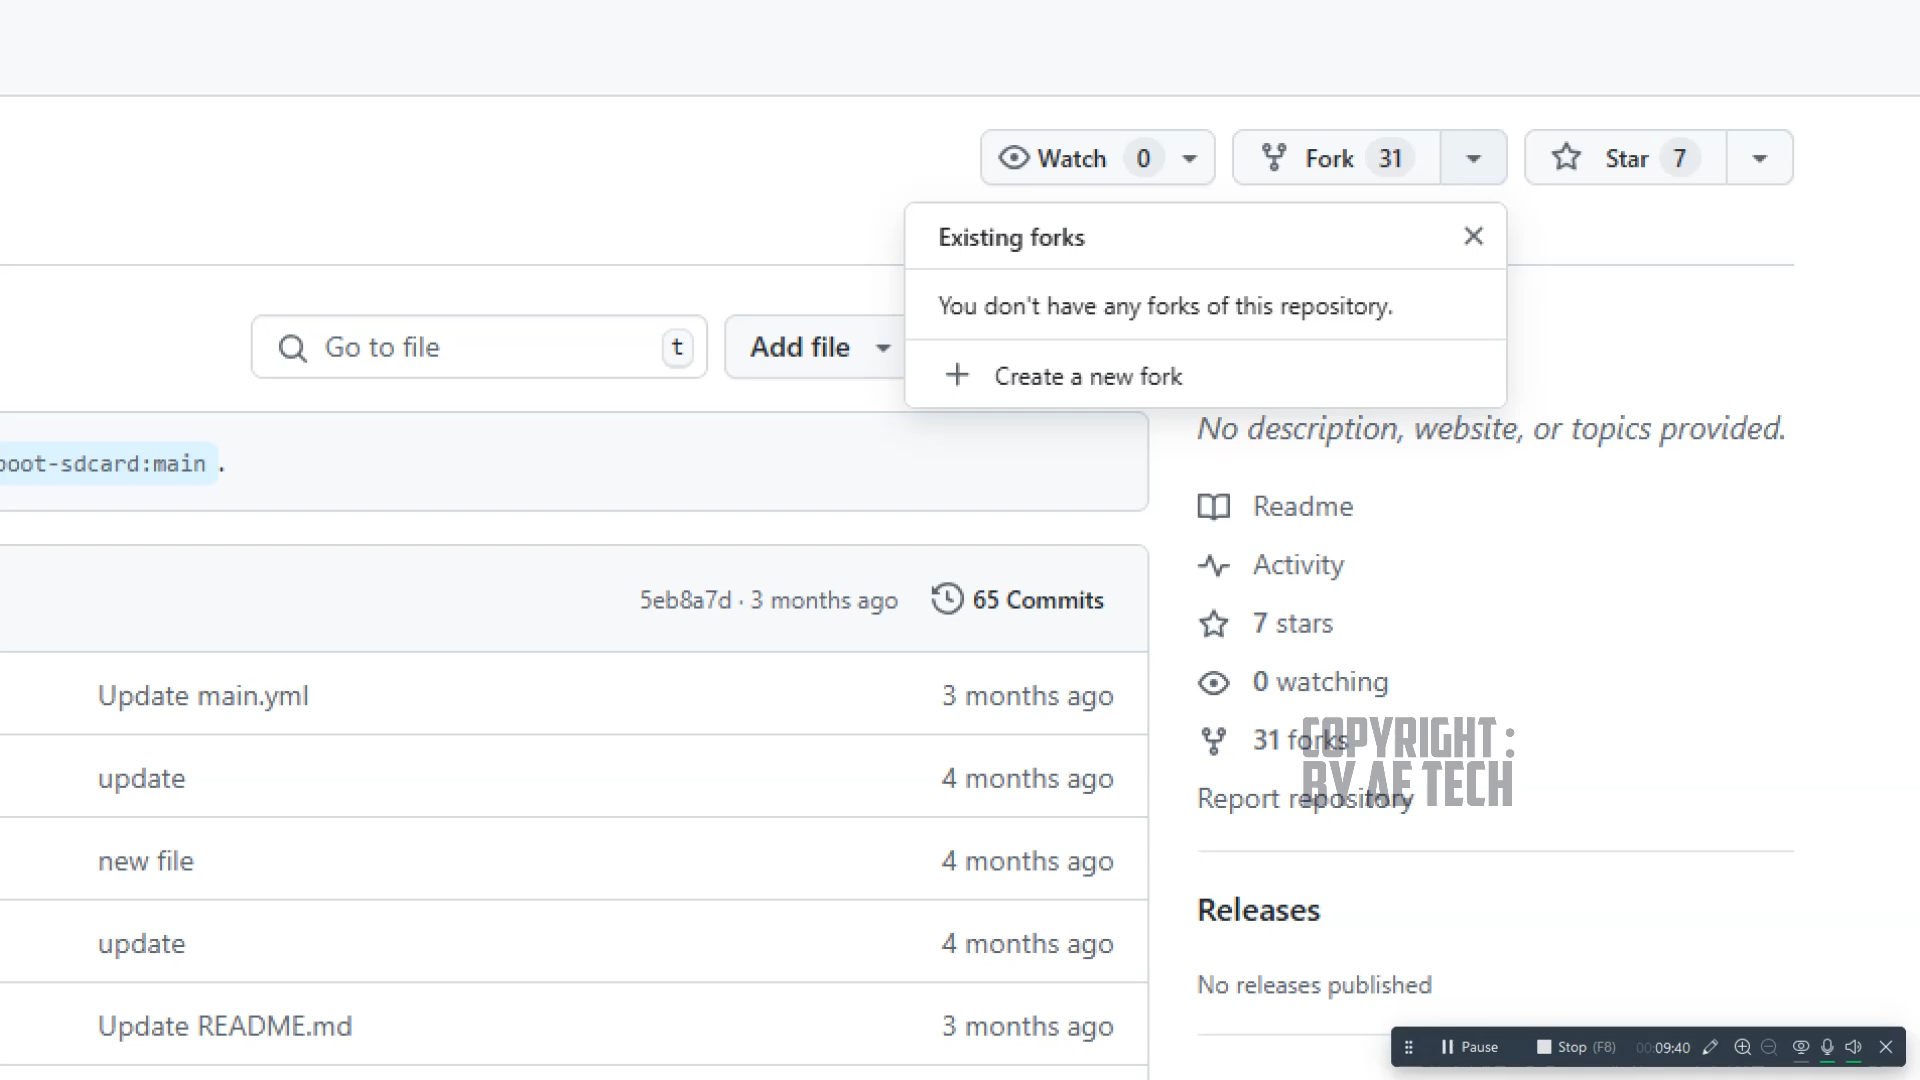 Watch 0
Fork 31
Star 7
Existing forks
You don't have any forks of this repository.
Create a new fork
Go to file t
Add file
No description, website, or topics provided.
boot-sdcard:main .
Readme
Activity
5eb8a7d · 3 months ago
65 Commits
7 stars
Update main.yml 3 months ago
0 watching
31 forks
COPYRIGHT :
BY AE TECH
update 4 months ago
Report repository
new file 4 months ago
Releases
update 4 months ago
No releases published
Update README.md 3 months ago
Pause Stop (F8) 00:09:40